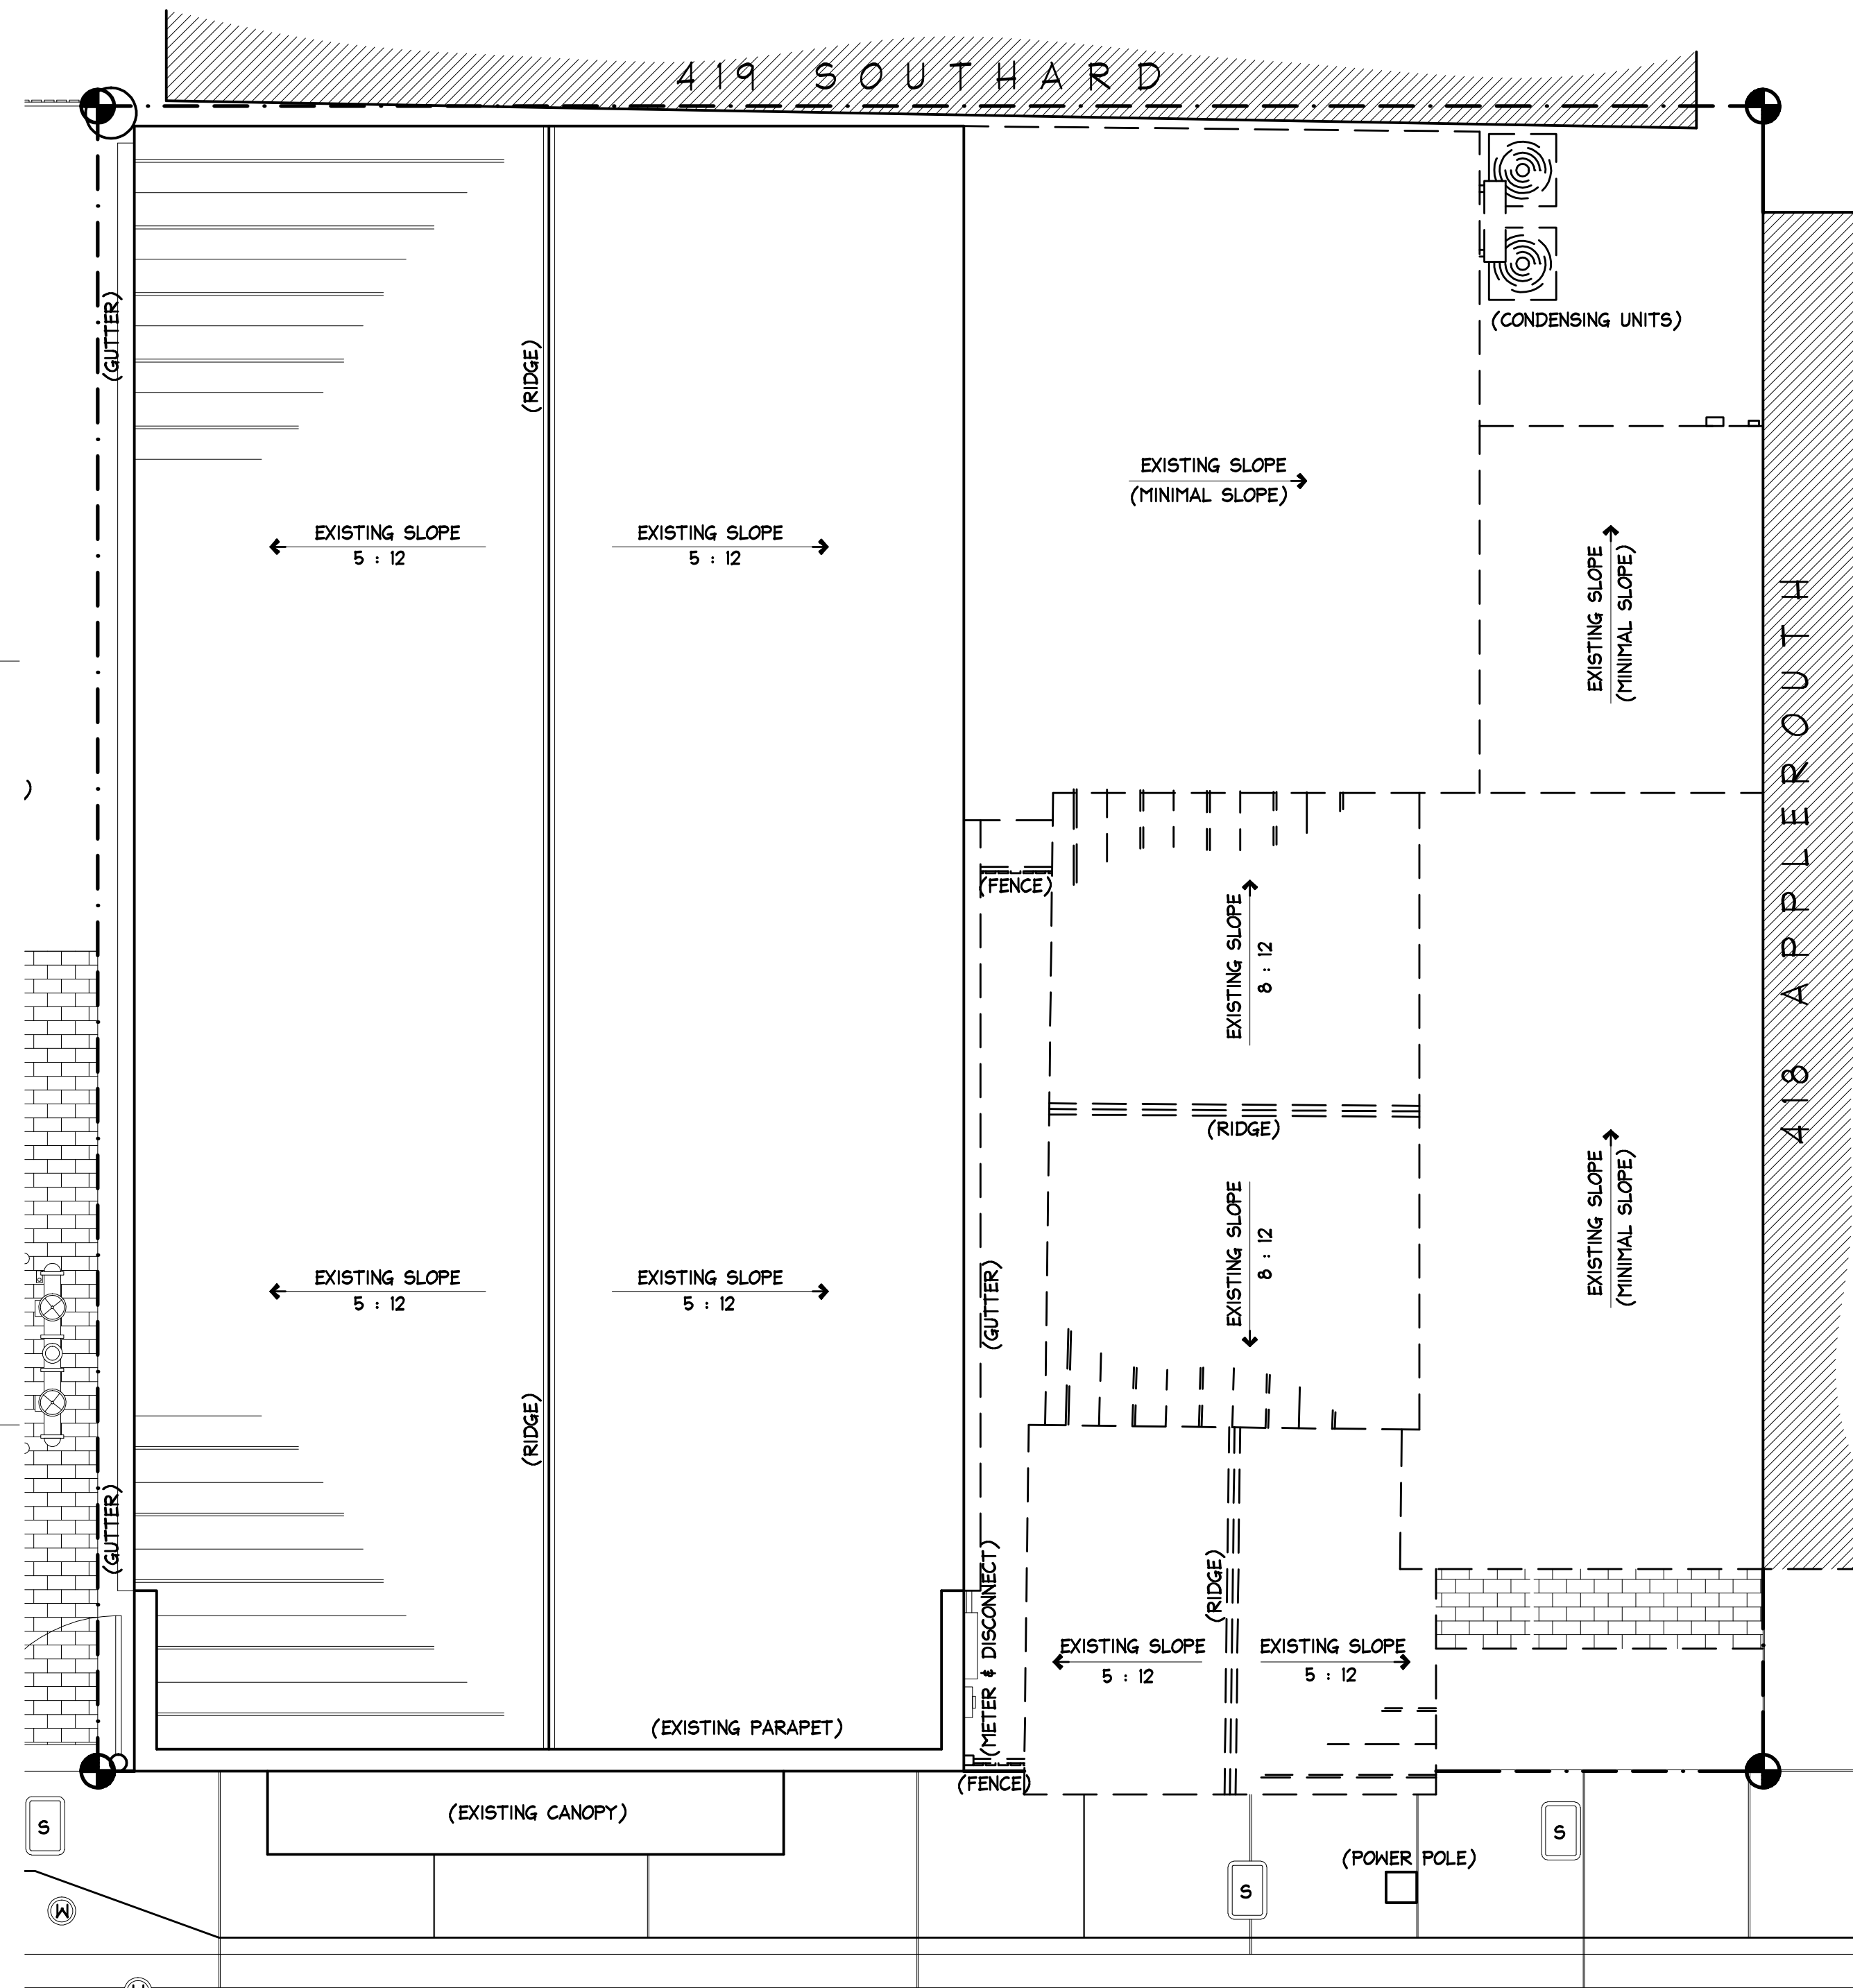 419 SOUTHARD
(CONDENSING UNITS)
(GUTTER)
(RIDGE)
EXISTING SLOPE
(MINIMAL SLOPE)
EXISTING SLOPE
5 : 12
EXISTING SLOPE
5 : 12
EXISTING SLOPE
(MINIMAL SLOPE)
418 APPLEROUTH
)
(FENCE)
EXISTING SLOPE
8 : 12
(RIDGE)
EXISTING SLOPE
8 : 12
EXISTING SLOPE
(MINIMAL SLOPE)
EXISTING SLOPE
5 : 12
EXISTING SLOPE
5 : 12
(GUTTER)
(RIDGE)
(GUTTER)
(METER & DISCONNECT)
(RIDGE)
EXISTING SLOPE
5 : 12
EXISTING SLOPE
5 : 12
(EXISTING PARAPET)
(FENCE)
(EXISTING CANOPY)
S
S
(POWER POLE)
S
W